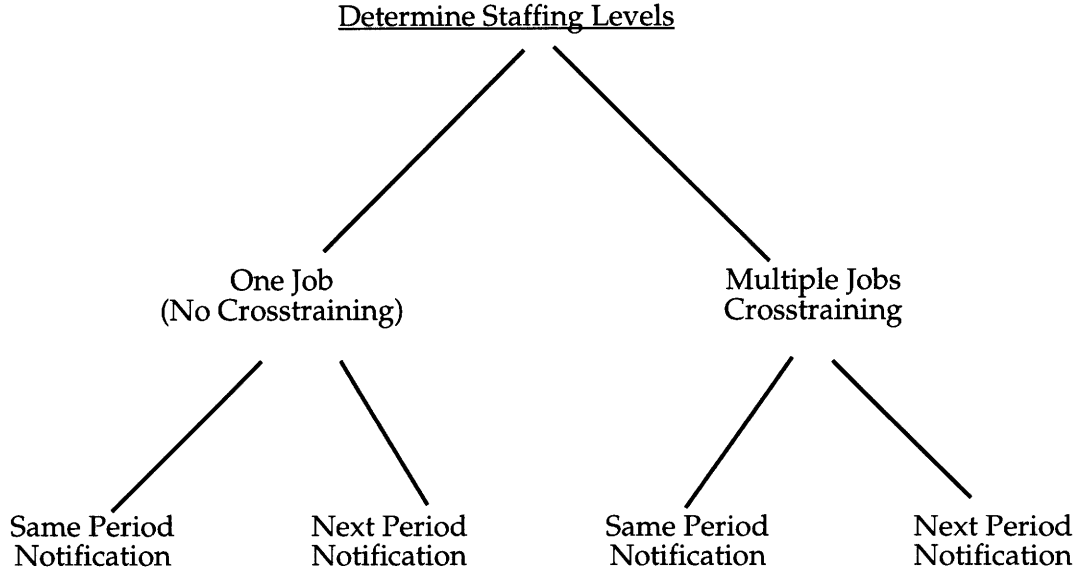 Determine Staffing Levels
One Job
(No Crosstraining)
Multiple Jobs
Crosstraining
Same Period
Notification
Next Period
Notification
Same Period
Notification
Next Period
Notification